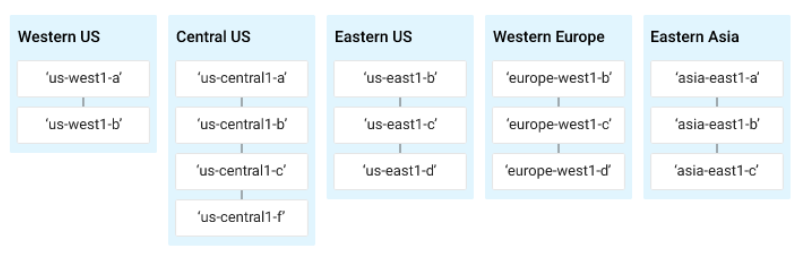 Western US
‘us-west1-a’
‘us-west1-b’
Central US
‘us-central1-a’
‘us-central1-b’
‘us-central1-c’
‘us-central1-f’
Eastern US
‘us-east1-b’
‘us-east1-c’
‘us-east1-d’
Western Europe
‘europe-west1-b’
‘europe-west1-c’
‘europe-west1-d’
Eastern Asia
‘asia-east1-a’
‘asia-east1-b’
‘asia-east1-c’